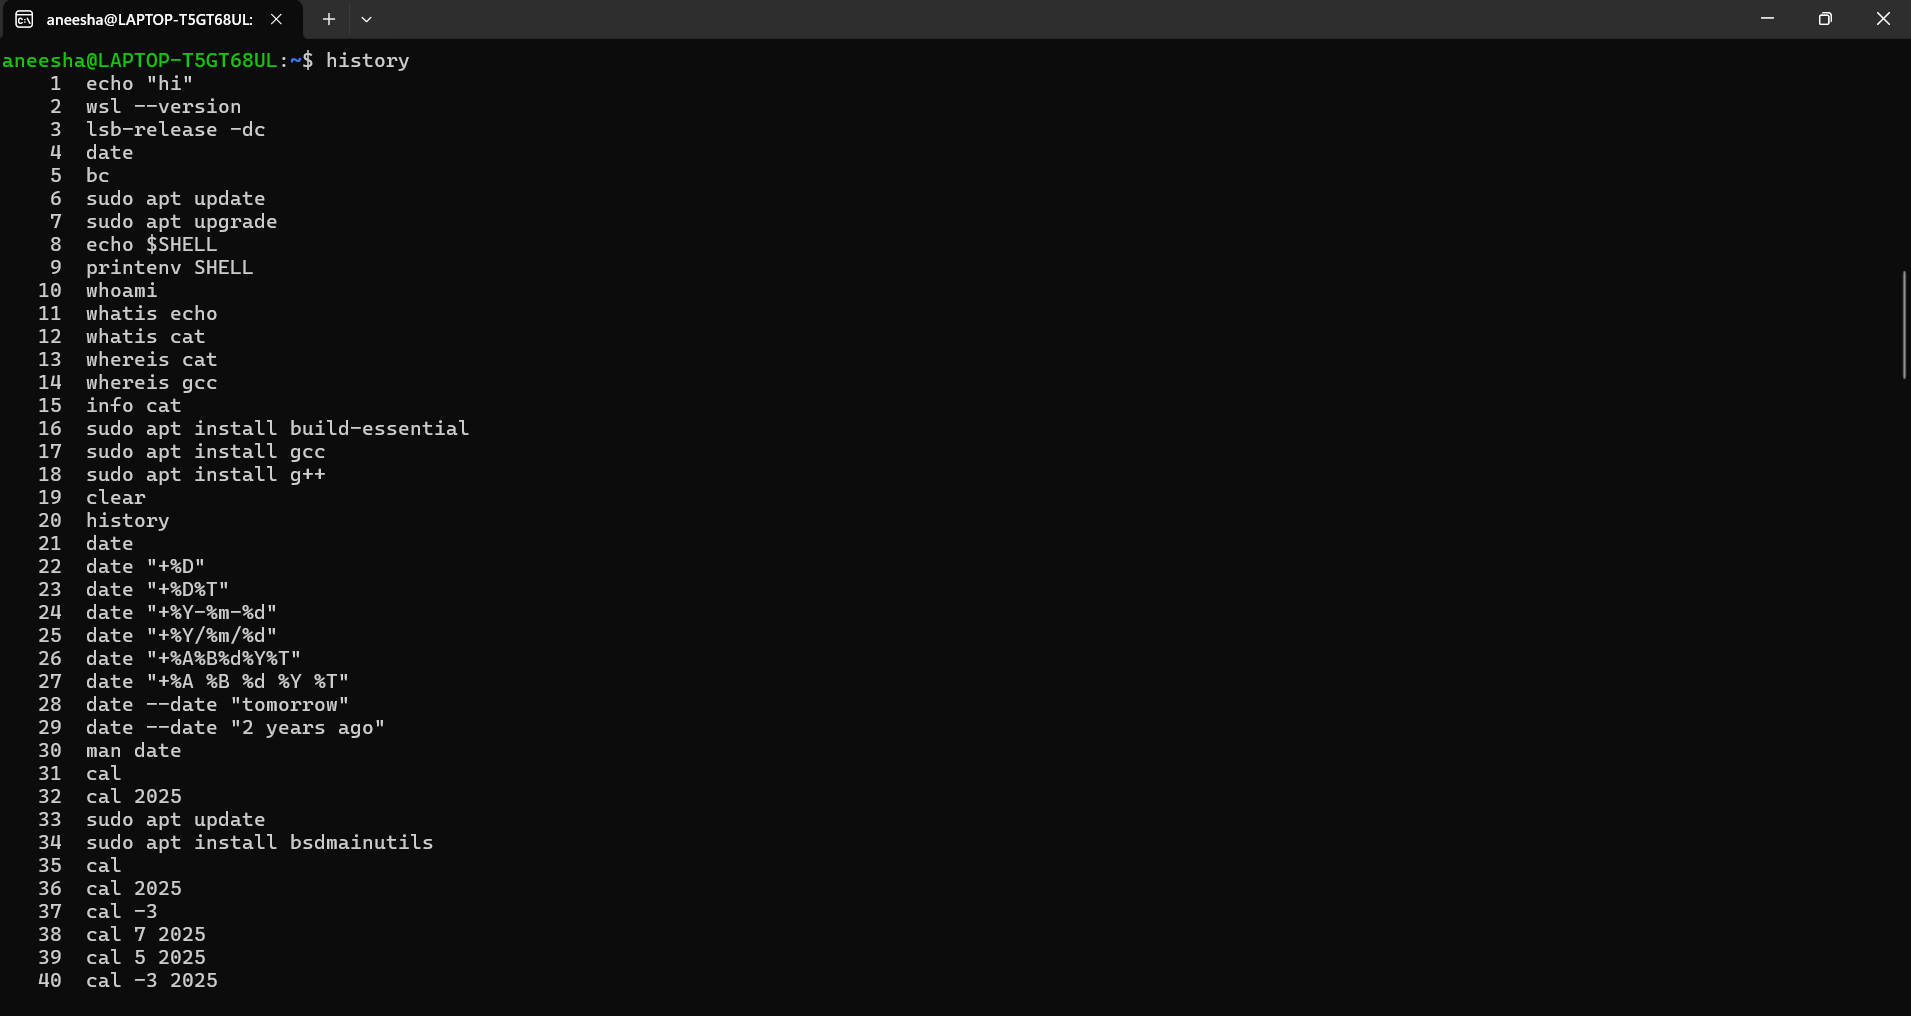 aneesha@LAPTOP-T5GT68UL:
aneesha@LAPTOP-T5GT68UL:~$ history
1 echo "hi"
2 wsl --version
3 lsb-release -dc
4 date
5 bc
6 sudo apt update
7 sudo apt upgrade
8 echo $SHELL
9 printenv SHELL
10 whoami
11 whatis echo
12 whatis cat
13 whereis cat
14 whereis gcc
15 info cat
16 sudo apt install build-essential
17 sudo apt install gcc
18 sudo apt install g++
19 clear
20 history
21 date
22 date "+%D"
23 date "+%D%T"
24 date "+%Y-%m-%d"
25 date "+%Y/%m/%d"
26 date "+%A%B%d%Y%T"
27 date "+%A %B %d %Y %T"
28 date --date "tomorrow"
29 date --date "2 years ago"
30 man date
31 cal
32 cal 2025
33 sudo apt update
34 sudo apt install bsdmainutils
35 cal
36 cal 2025
37 cal -3
38 cal 7 2025
39 cal 5 2025
40 cal -3 2025